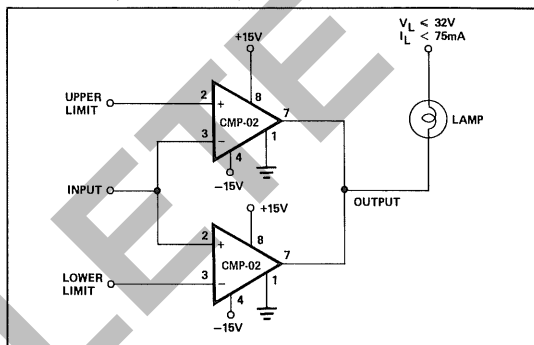 V_L < 32V
I_L < 75mA
+15V
UPPER
LIMIT
2
+
8
7
CMP-02
3
−
1
4
−15V
LAMP
INPUT
OUTPUT
+15V
2
+
8
7
CMP-02
LOWER
LIMIT
3
−
1
4
−15V
LETE